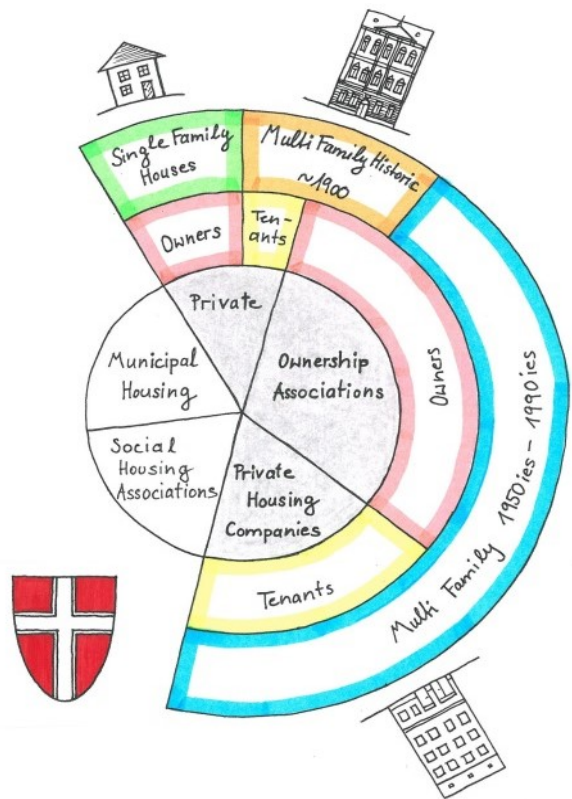 Single Family
Houses
Multi Family Historic
~1900
Owners
Ten-
ants
Private
Municipal
Housing
Ownership
Associations
Owners
Social
Housing
Associations
Private
Housing
Companies
Tenants
Multi Family 1950ies - 1990ies